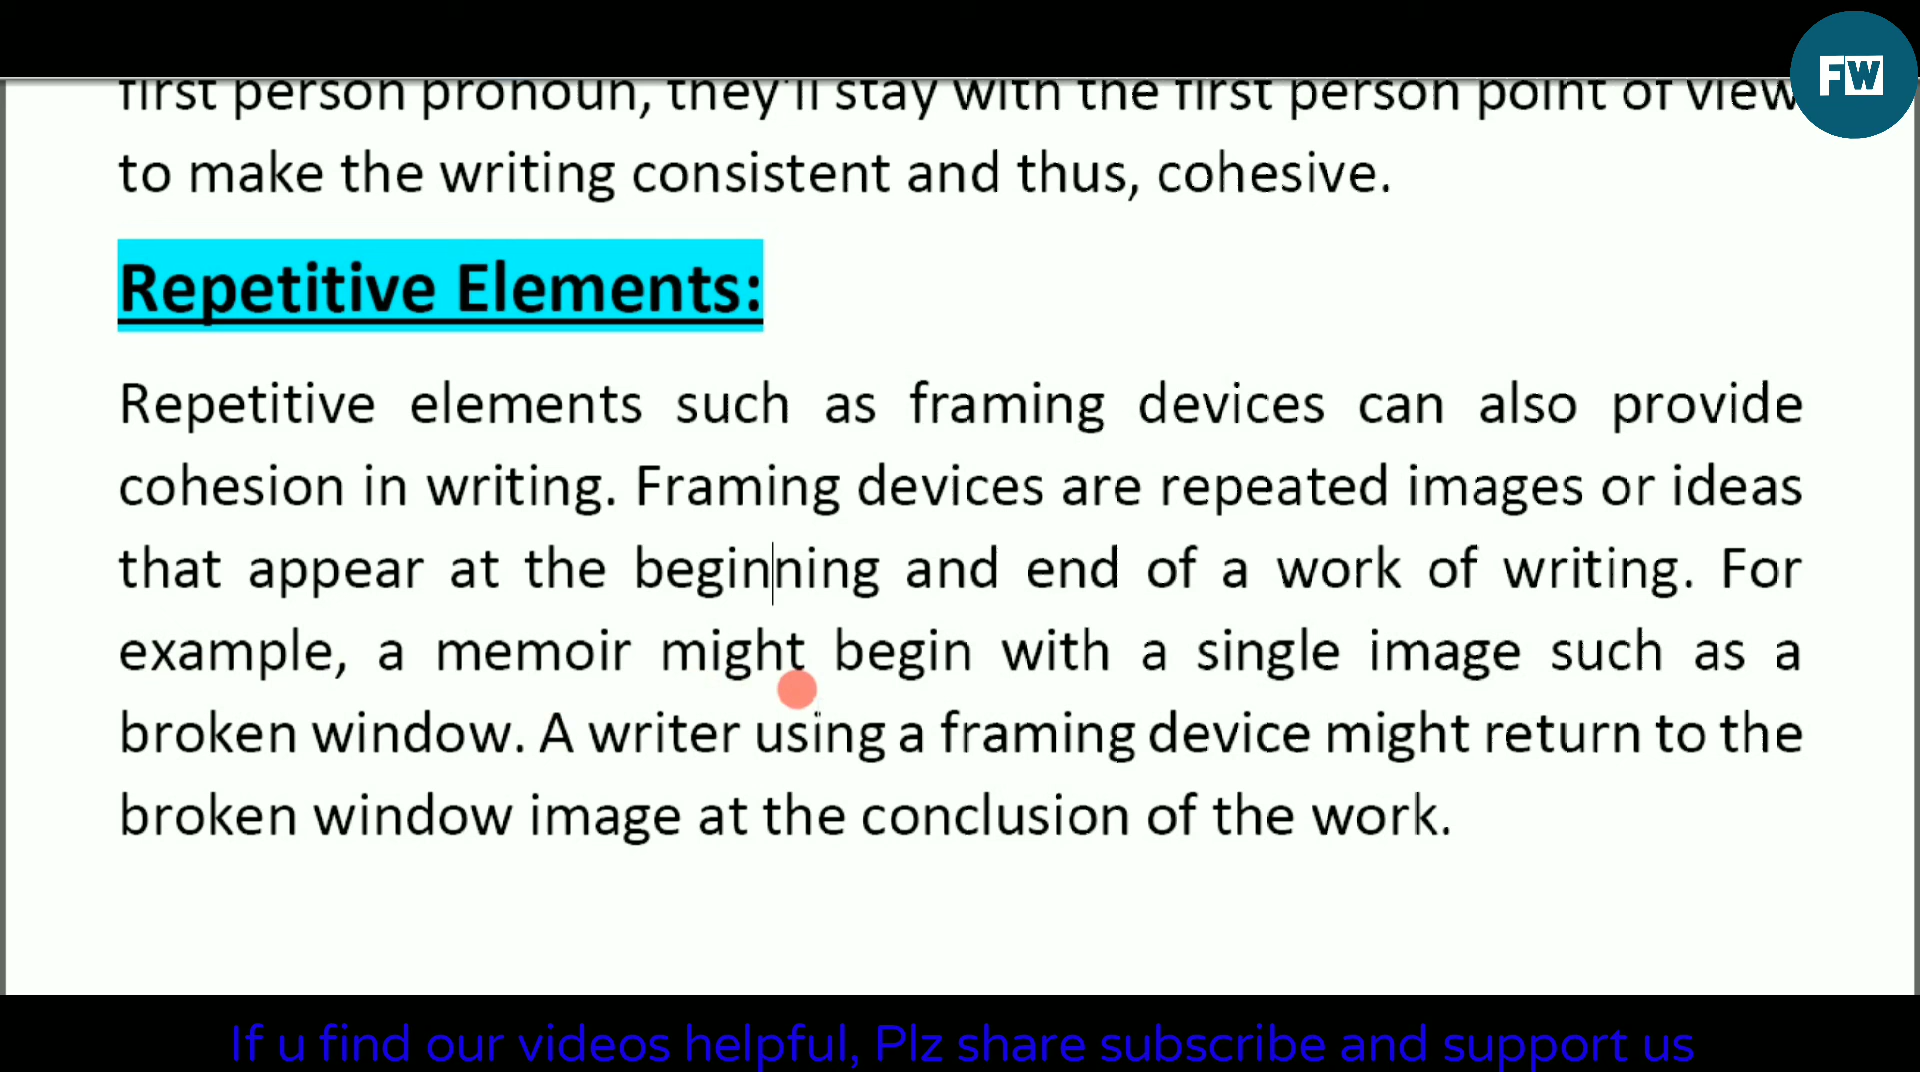 FW
first person pronoun, they'll stay with the first person point of view
to make the writing consistent and thus, cohesive.
Repetitive Elements:
Repetitive elements such as framing devices can also provide
cohesion in writing. Framing devices are repeated images or ideas
that appear at the beginning and end of a work of writing. For
example, a memoir might begin with a single image such as a
broken window. A writer using a framing device might return to the
broken window image at the conclusion of the work.
If u find our videos helpful, Plz share subscribe and support us